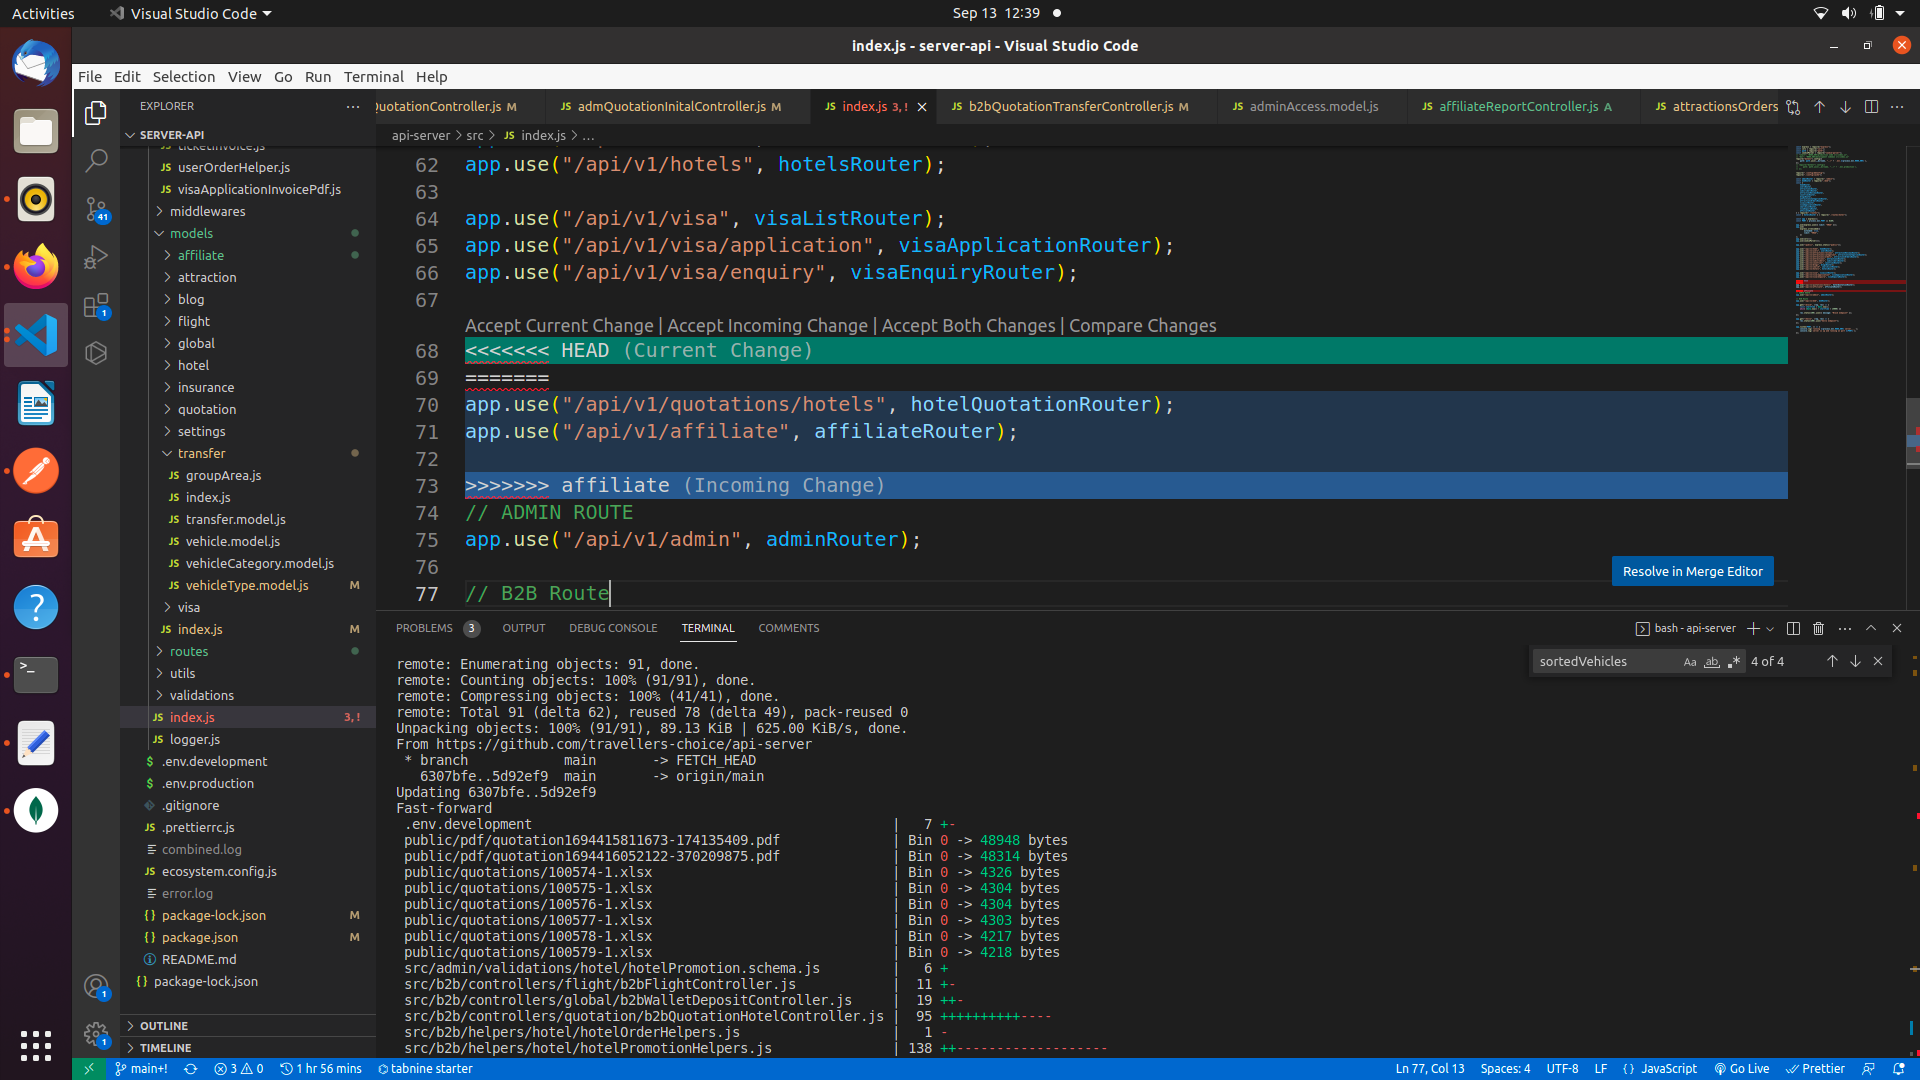 Activities Visual Studio Code Sep 13 12:39
index.js - server-api - Visual Studio Code
File Edit Selection View Go Run Terminal Help
EXPLORER
QuotationController.js M admQuotationInitalController.js M index.js 3, ! b2bQuotationTransferController.js M adminAccess.model.js affiliateReportController.js A attractionsOrders
SERVER-API
api-server > src > JS index.js > ...
ticketInvoice.js
userOrderHelper.js
visaApplicationInvoicePdf.js
middlewares
models
affiliate
attraction
blog
flight
global
hotel
insurance
quotation
settings
transfer
groupArea.js
index.js
transfer.model.js
vehicle.model.js
vehicleCategory.model.js
vehicleType.model.js M
visa
index.js M
routes
utils
validations
index.js 3, !
logger.js
.env.development
.env.production
.gitignore
.prettierrc.js
combined.log
ecosystem.config.js
error.log
package-lock.json M
package.json M
README.md
package-lock.json
OUTLINE
TIMELINE
41
1
1
1
62 app.use("/api/v1/hotels", hotelsRouter);
63
64 app.use("/api/v1/visa", visaListRouter);
65 app.use("/api/v1/visa/application", visaApplicationRouter);
66 app.use("/api/v1/visa/enquiry", visaEnquiryRouter);
67
Accept Current Change | Accept Incoming Change | Accept Both Changes | Compare Changes
68 <<<<<<< HEAD (Current Change)
69 =======
70 app.use("/api/v1/quotations/hotels", hotelQuotationRouter);
71 app.use("/api/v1/affiliate", affiliateRouter);
72
73 >>>>>>> affiliate (Incoming Change)
74 // ADMIN ROUTE
75 app.use("/api/v1/admin", adminRouter);
76
77 // B2B Route
Resolve in Merge Editor
PROBLEMS 3 OUTPUT DEBUG CONSOLE TERMINAL COMMENTS bash - api-server
sortedVehicles Aa ab 4 of 4
remote: Enumerating objects: 91, done.
remote: Counting objects: 100% (91/91), done.
remote: Compressing objects: 100% (41/41), done.
remote: Total 91 (delta 62), reused 78 (delta 49), pack-reused 0
Unpacking objects: 100% (91/91), 89.13 KiB | 625.00 KiB/s, done.
From https://github.com/travellers-choice/api-server
* branch main -> FETCH_HEAD
6307bfe..5d92ef9 main -> origin/main
Updating 6307bfe..5d92ef9
Fast-forward
.env.development | 7 +-
public/pdf/quotation1694415811673-174135409.pdf | Bin 0 -> 48948 bytes
public/pdf/quotation1694416052122-370209875.pdf | Bin 0 -> 48314 bytes
public/quotations/100574-1.xlsx | Bin 0 -> 4326 bytes
public/quotations/100575-1.xlsx | Bin 0 -> 4304 bytes
public/quotations/100576-1.xlsx | Bin 0 -> 4304 bytes
public/quotations/100577-1.xlsx | Bin 0 -> 4303 bytes
public/quotations/100578-1.xlsx | Bin 0 -> 4217 bytes
public/quotations/100579-1.xlsx | Bin 0 -> 4218 bytes
src/admin/validations/hotel/hotelPromotion.schema.js | 6 +
src/b2b/controllers/flight/b2bFlightController.js | 11 +-
src/b2b/controllers/global/b2bWalletDepositController.js | 19 ++-
src/b2b/controllers/quotation/b2bQuotationHotelController.js | 95 ++++++++++----
src/b2b/helpers/hotel/hotelOrderHelpers.js | 1 -
src/b2b/helpers/hotel/hotelPromotionHelpers.js | 138 ++-------------------
main+! 3 0 1 hr 56 mins tabnine starter Ln 77, Col 13 Spaces: 4 UTF-8 LF {} JavaScript Go Live Prettier